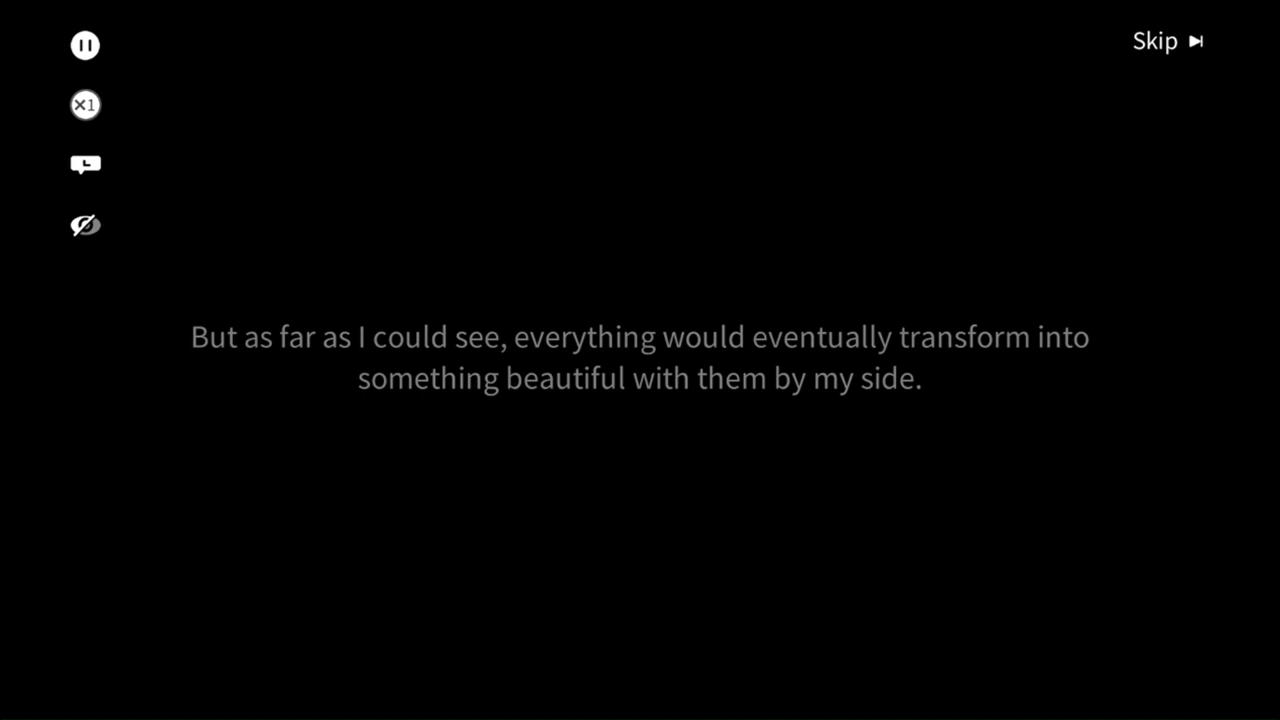 Skip
×1
But as far as I could see, everything would eventually transform into
something beautiful with them by my side.